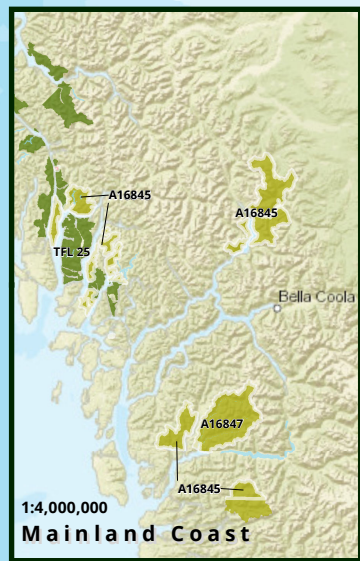 A16845
A16845
TFL 25
Bella Coola
A16847
A16845
1:4,000,000
Mainland Coast